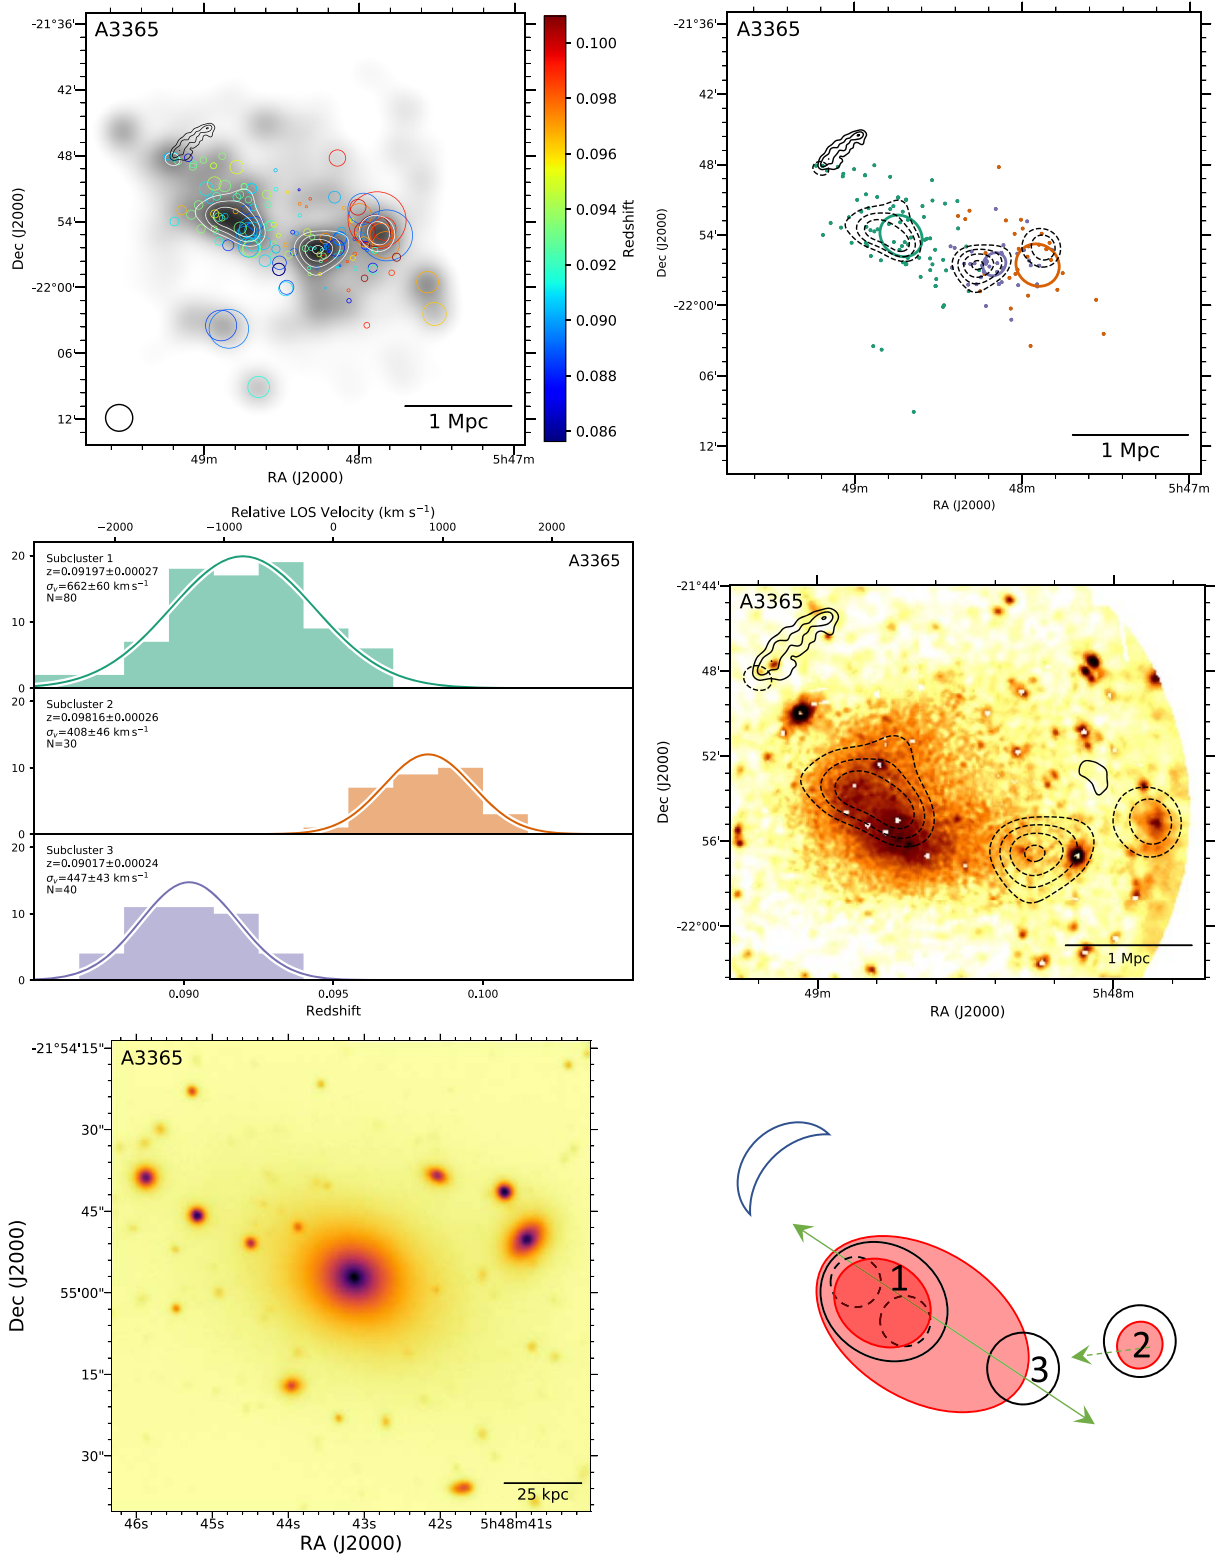 A3365
-21°36'
42'
48'
54'
-22°00'
06'
12'
Dec (J2000)
49m
48m
5h47m
RA (J2000)
1 Mpc
0.100
0.098
0.096
0.094
0.092
0.090
0.088
0.086
Redshift
A3365
-21°36'
42'
48'
54'
-22°00'
06'
12'
Dec (J2000)
49m
48m
5h47m
RA (J2000)
1 Mpc
Relative LOS Velocity (km s⁻¹)
-2000
-1000
0
1000
2000
A3365
Subcluster 1
z=0.09197±0.00027
σᵥ=662±60 km s⁻¹
N=80
20
10
0
Subcluster 2
z=0.09816±0.00026
σᵥ=408±46 km s⁻¹
N=30
20
10
0
Subcluster 3
z=0.09017±0.00024
σᵥ=447±43 km s⁻¹
N=40
20
10
0
0.090
0.095
0.100
Redshift
A3365
-21°44'
48'
52'
56'
-22°00'
Dec (J2000)
49m
5h48m
RA (J2000)
1 Mpc
A3365
-21°54'15"
30"
45"
55'00"
15"
30"
Dec (J2000)
46s
45s
44s
43s
42s
5h48m41s
RA (J2000)
25 kpc
1
2
3